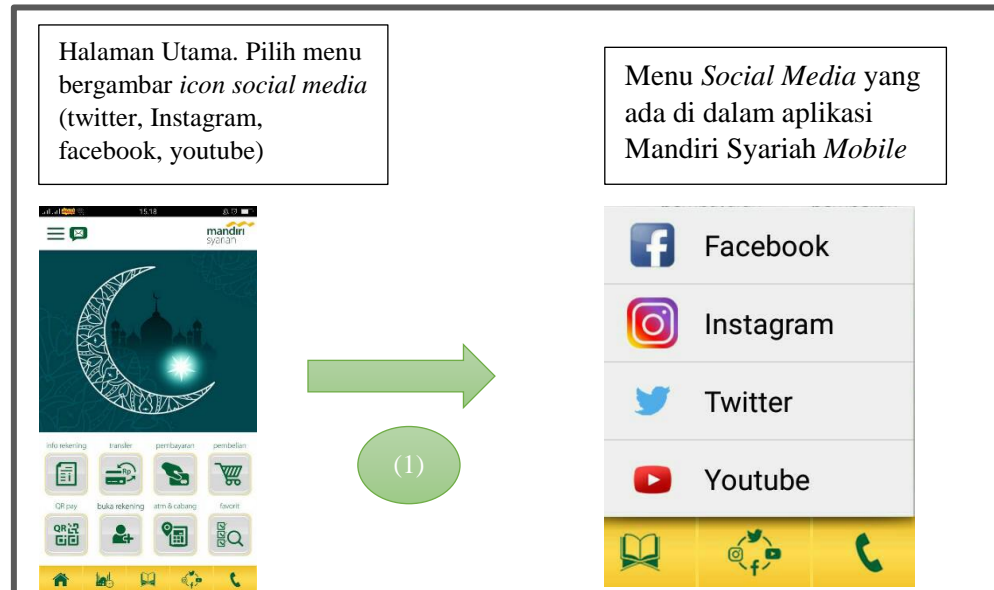 Halaman Utama. Pilih menu
bergambar icon social media
(twitter, Instagram,
facebook, youtube)
Menu Social Media yang
ada di dalam aplikasi
Mandiri Syariah Mobile
15.18
mandiri
syariah
info rekening transfer pembayaran pembelian
Rp
QR pay buka rekening atm & cabang favorit
QR
(1)
Facebook
Instagram
Twitter
Youtube